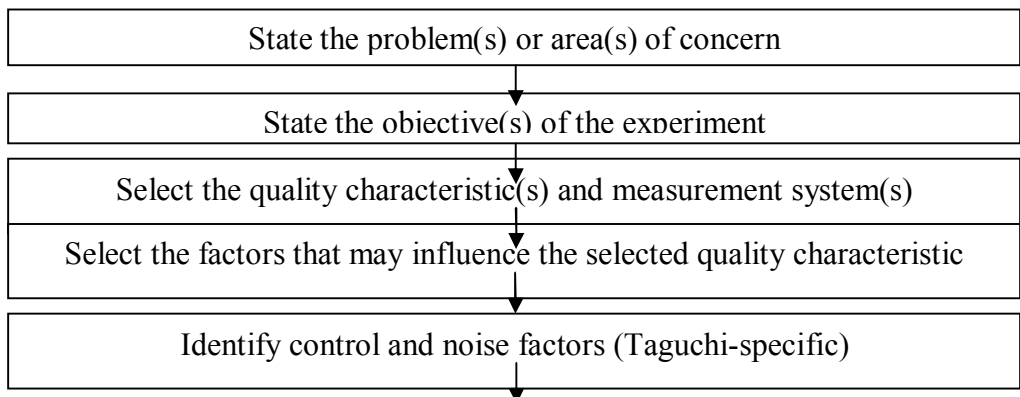 State the problem(s) or area(s) of concern
State the objective(s) of the experiment
Select the quality characteristic(s) and measurement system(s)
Select the factors that may influence the selected quality characteristic
Identify control and noise factors (Taguchi-specific)